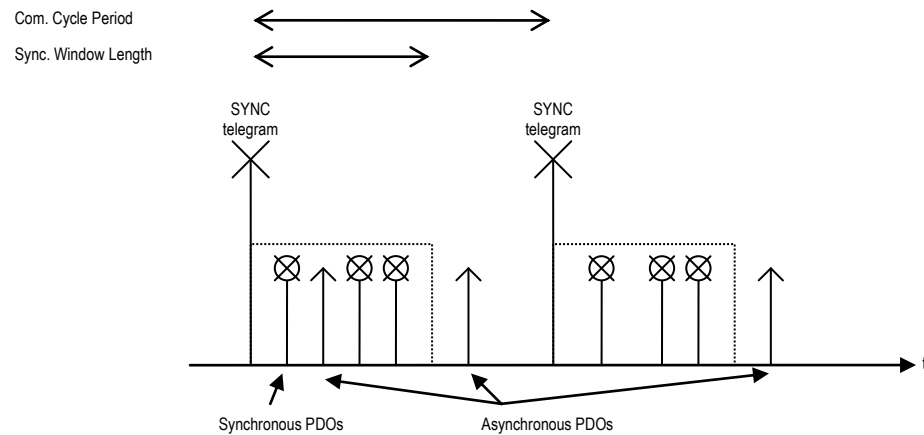 Com. Cycle Period
Sync. Window Length
SYNC
telegram
SYNC
telegram
t
Synchronous PDOs
Asynchronous PDOs